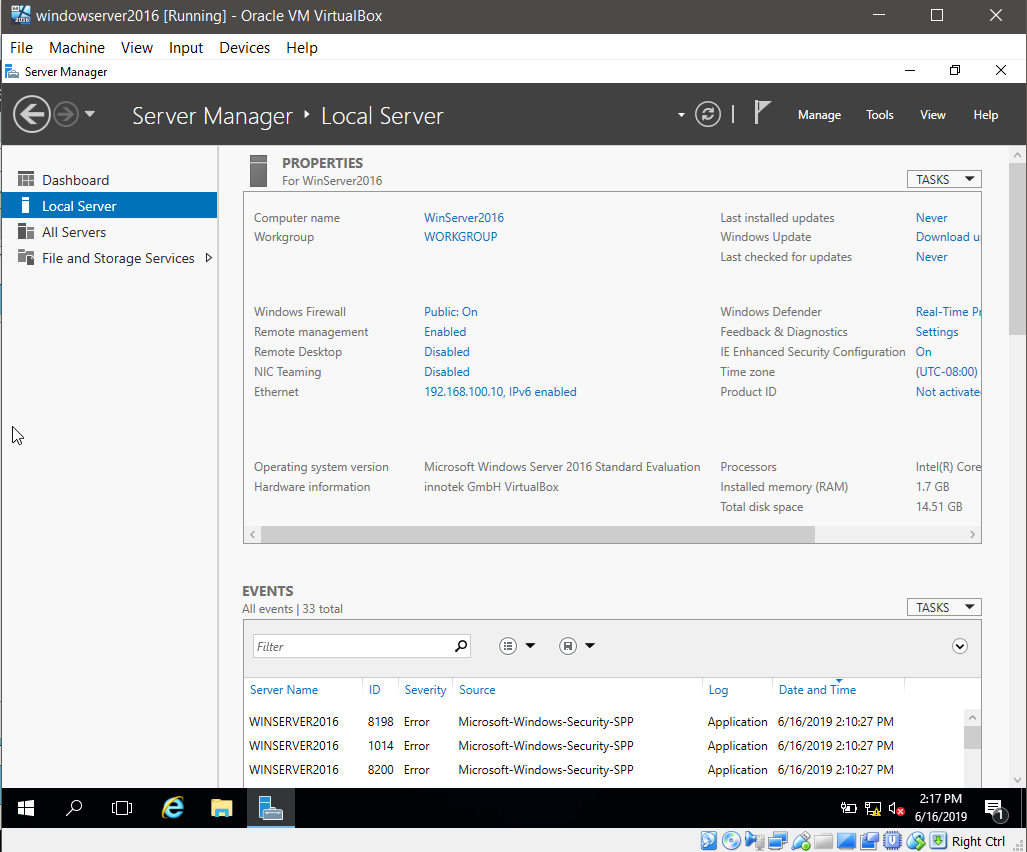 windowserver2016 [Running] - Oracle VM VirtualBox
File Machine View Input Devices Help
Server Manager
Server Manager Local Server
Manage Tools View Help
Dashboard
Local Server
All Servers
File and Storage Services
PROPERTIES
For WinServer2016
TASKS
Computer name WinServer2016 Last installed updates Never
Workgroup WORKGROUP Windows Update Download u
Last checked for updates Never
Windows Firewall Public: On Windows Defender Real-Time Pr
Remote management Enabled Feedback & Diagnostics Settings
Remote Desktop Disabled IE Enhanced Security Configuration On
NIC Teaming Disabled Time zone (UTC-08:00)
Ethernet 192.168.100.10, IPv6 enabled Product ID Not activate
Operating system version Microsoft Windows Server 2016 Standard Evaluation Processors Intel(R) Core
Hardware information innotek GmbH VirtualBox Installed memory (RAM) 1.7 GB
Total disk space 14.51 GB
EVENTS
All events | 33 total
TASKS
Filter
Server Name ID Severity Source Log Date and Time
WINSERVER2016 8198 Error Microsoft-Windows-Security-SPP Application 6/16/2019 2:10:27 PM
WINSERVER2016 1014 Error Microsoft-Windows-Security-SPP Application 6/16/2019 2:10:27 PM
WINSERVER2016 8200 Error Microsoft-Windows-Security-SPP Application 6/16/2019 2:10:27 PM
2:17 PM
6/16/2019
1
Right Ctrl